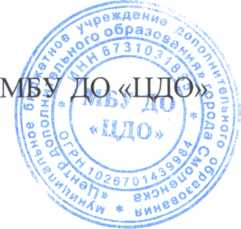 МБУ ДО «ЦДО»
муниципальное бюджетное учреждение дополнительного образования
«Центр дополнительного образования» города Смоленска
* ОГРН 1026701439984 * ИНН 67310378
МБУ ДО
«ЦДО»